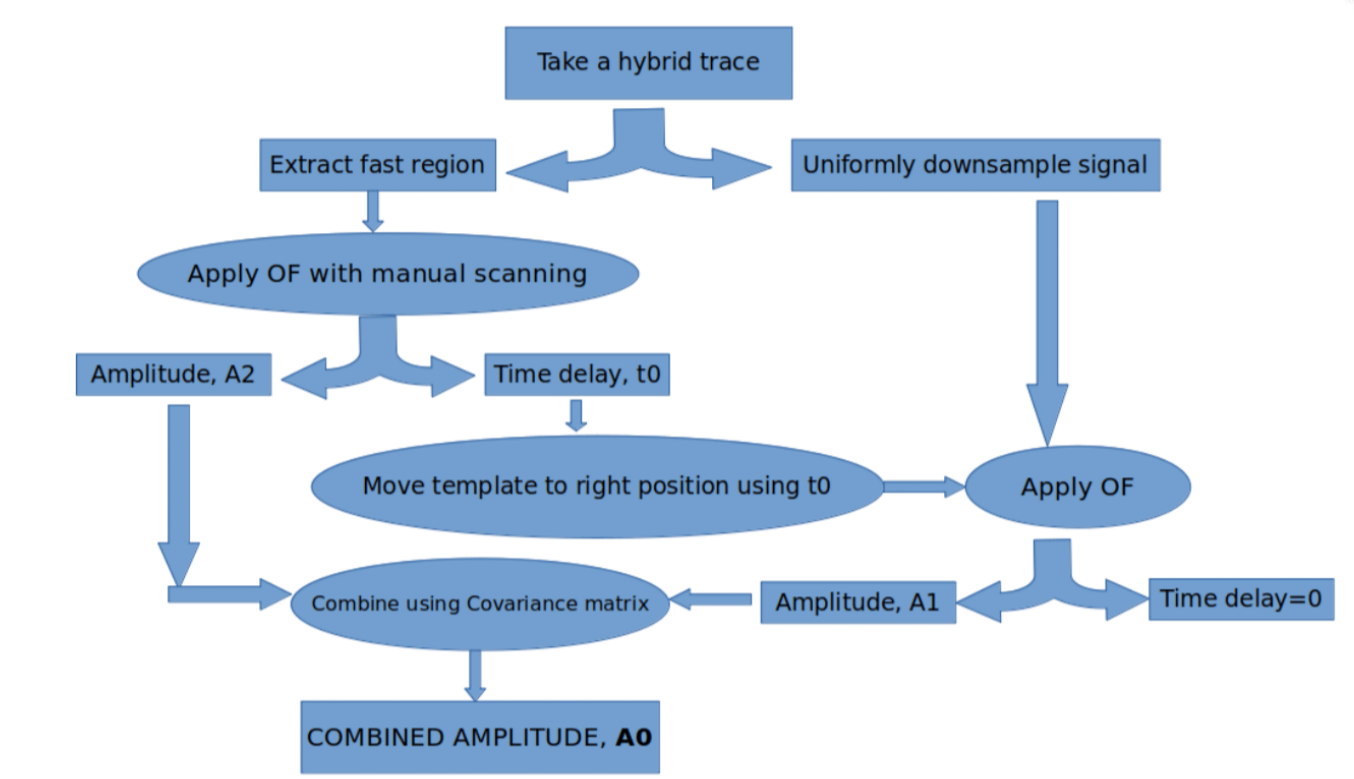 Take a hybrid trace
Extract fast region
Uniformly downsample signal
Apply OF with manual scanning
Amplitude, A2
Time delay, t0
Move template to right position using t0
Apply OF
Combine using Covariance matrix
Amplitude, A1
Time delay=0
COMBINED AMPLITUDE, A0